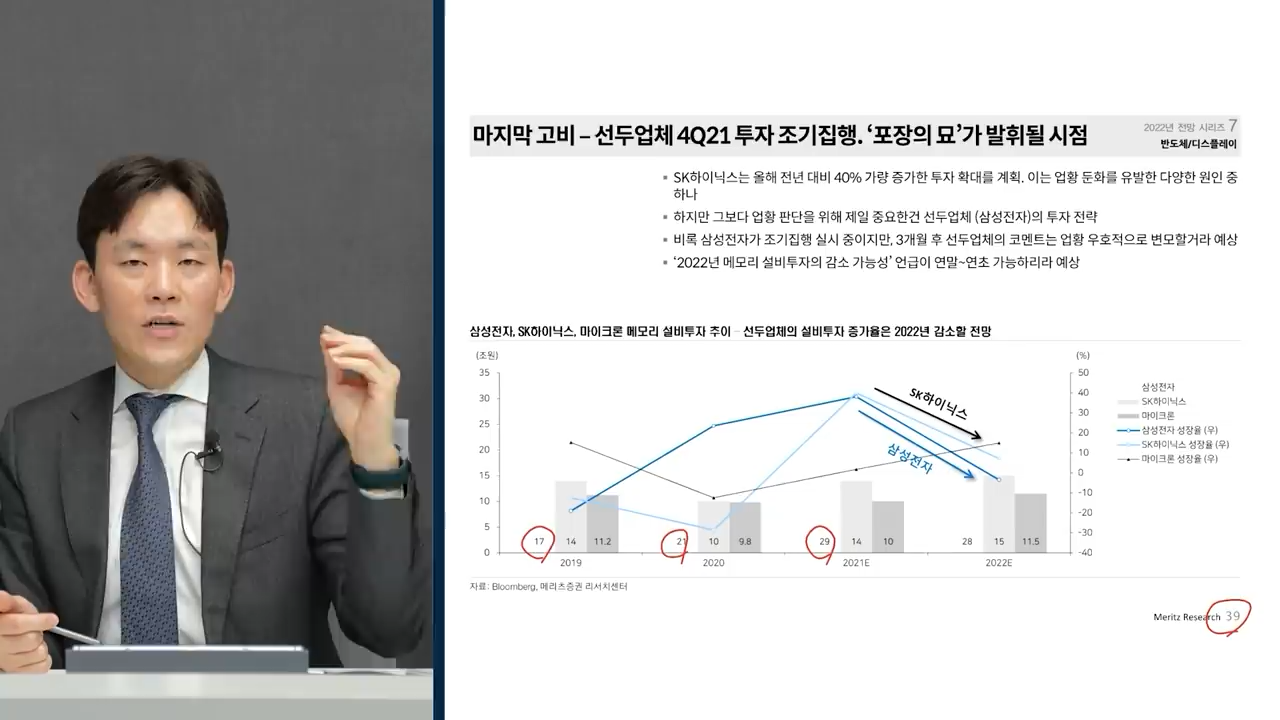 마지막 고비 – 선두업체 4Q21 투자 조기집행. ‘포장의 묘’가 발휘될 시점
2022년 전망 시리즈 7
반도체/디스플레이
▪ SK하이닉스는 올해 전년 대비 40% 가량 증가한 투자 확대를 계획. 이는 업황 둔화를 유발한 다양한 원인 중
하나
▪ 하지만 그보다 업황 판단을 위해 제일 중요한건 선두업체 (삼성전자)의 투자 전략
▪ 비록 삼성전자가 조기집행 실시 중이지만, 3개월 후 선두업체의 코멘트는 업황 우호적으로 변모할거라 예상
▪ ‘2022년 메모리 설비투자의 감소 가능성’ 언급이 연말~연초 가능하리라 예상
삼성전자, SK하이닉스, 마이크론 메모리 설비투자 추이 – 선두업체의 설비투자 증가율은 2022년 감소할 전망
(조원)
(%)
35
30
25
20
15
10
5
0
50
40
30
20
10
0
-10
-20
-30
-40
SK하이닉스
삼성전자
17 14 11.2
21 10 9.8
29 14 10
28 15 11.5
2019 2020 2021E 2022E
삼성전자
SK하이닉스
마이크론
삼성전자 성장율 (우)
SK하이닉스 성장율 (우)
마이크론 성장율 (우)
자료: Bloomberg, 메리츠증권 리서치센터
Meritz Research 39